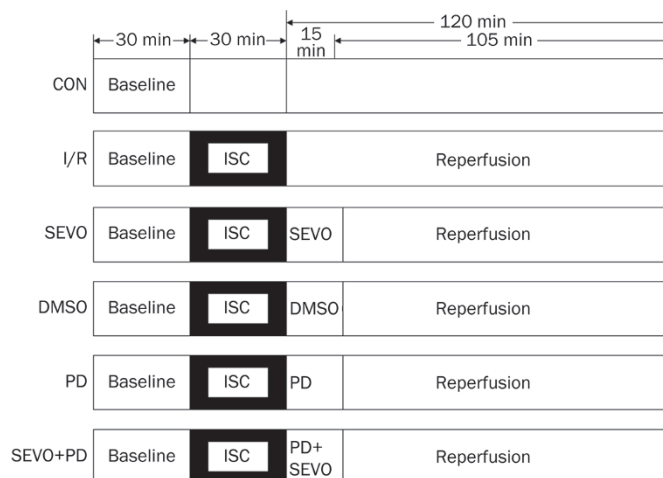 120 min
30 min 30 min 15 min 105 min
CON Baseline
I/R Baseline ISC Reperfusion
SEVO Baseline ISC SEVO Reperfusion
DMSO Baseline ISC DMSO Reperfusion
PD Baseline ISC PD Reperfusion
SEVO+PD Baseline ISC PD+ SEVO Reperfusion